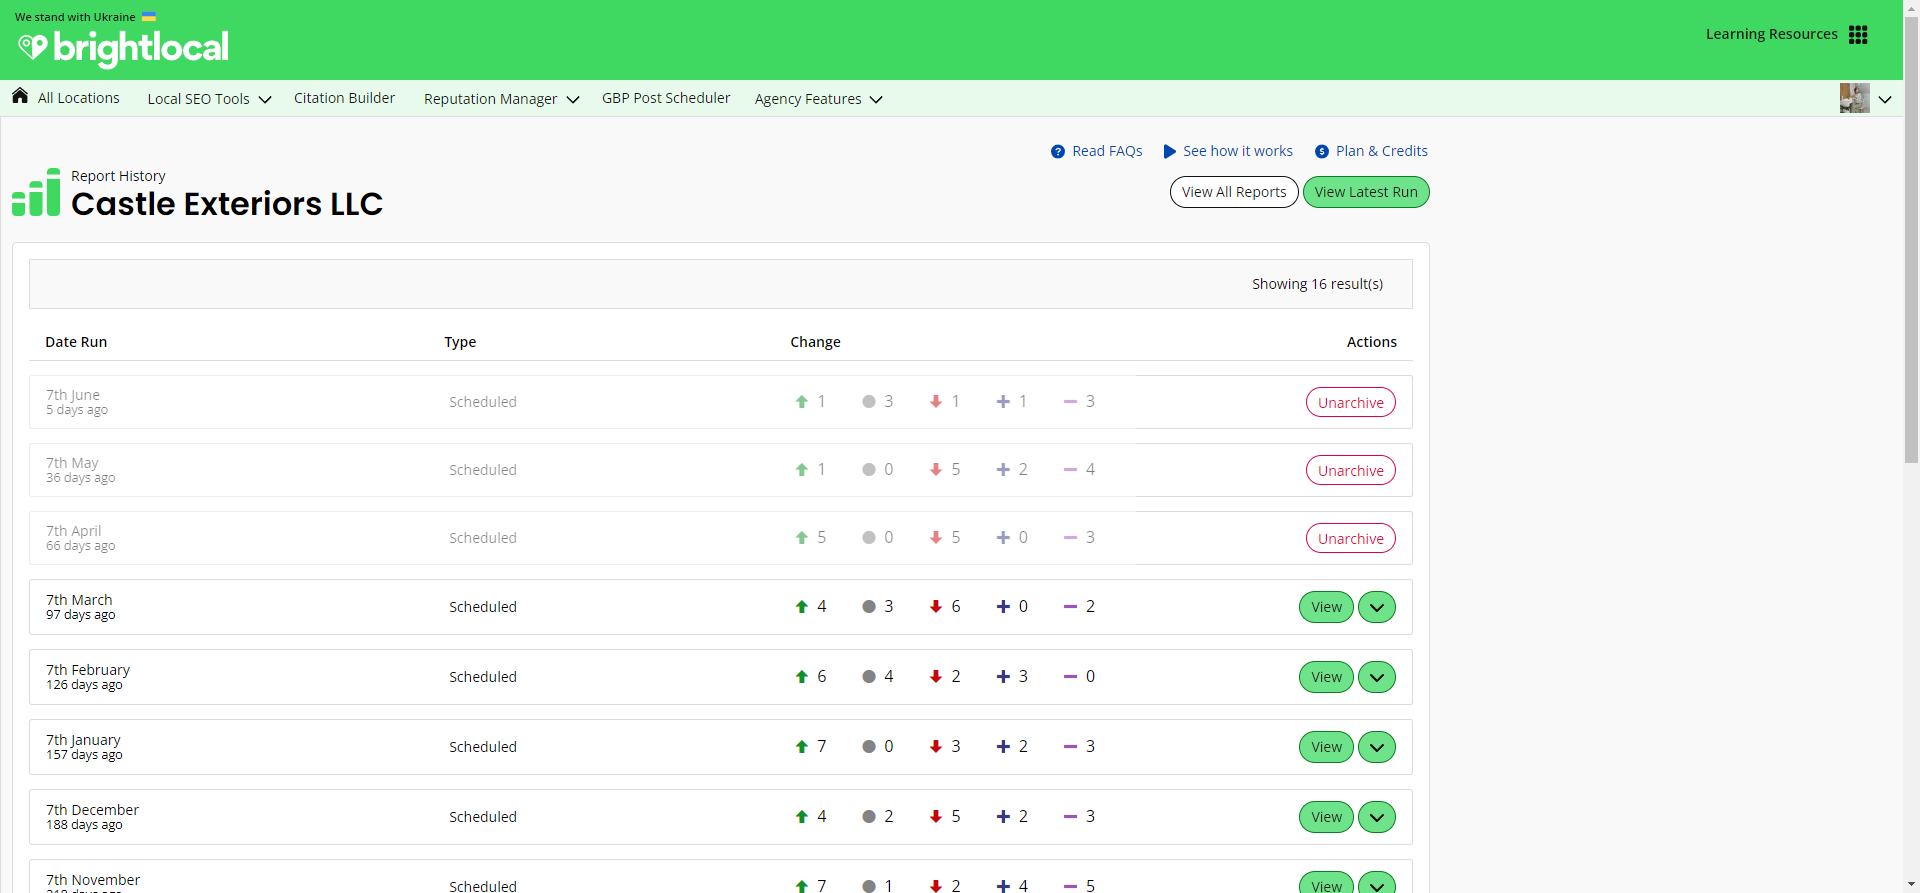 We stand with Ukraine
brightlocal
Learning Resources
All Locations Local SEO Tools Citation Builder Reputation Manager GBP Post Scheduler Agency Features
Read FAQs See how it works Plan & Credits
Report History
Castle Exteriors LLC
View All Reports View Latest Run
Showing 16 result(s)
Date Run Type Change Actions
7th June
5 days ago
Scheduled 1 3 1 1 3 Unarchive
7th May
36 days ago
Scheduled 1 0 5 2 4 Unarchive
7th April
66 days ago
Scheduled 5 0 5 0 3 Unarchive
7th March
97 days ago
Scheduled 4 3 6 0 2 View
7th February
126 days ago
Scheduled 6 4 2 3 0 View
7th January
157 days ago
Scheduled 7 0 3 2 3 View
7th December
188 days ago
Scheduled 4 2 5 2 3 View
7th November
Scheduled 7 1 2 4 5 View